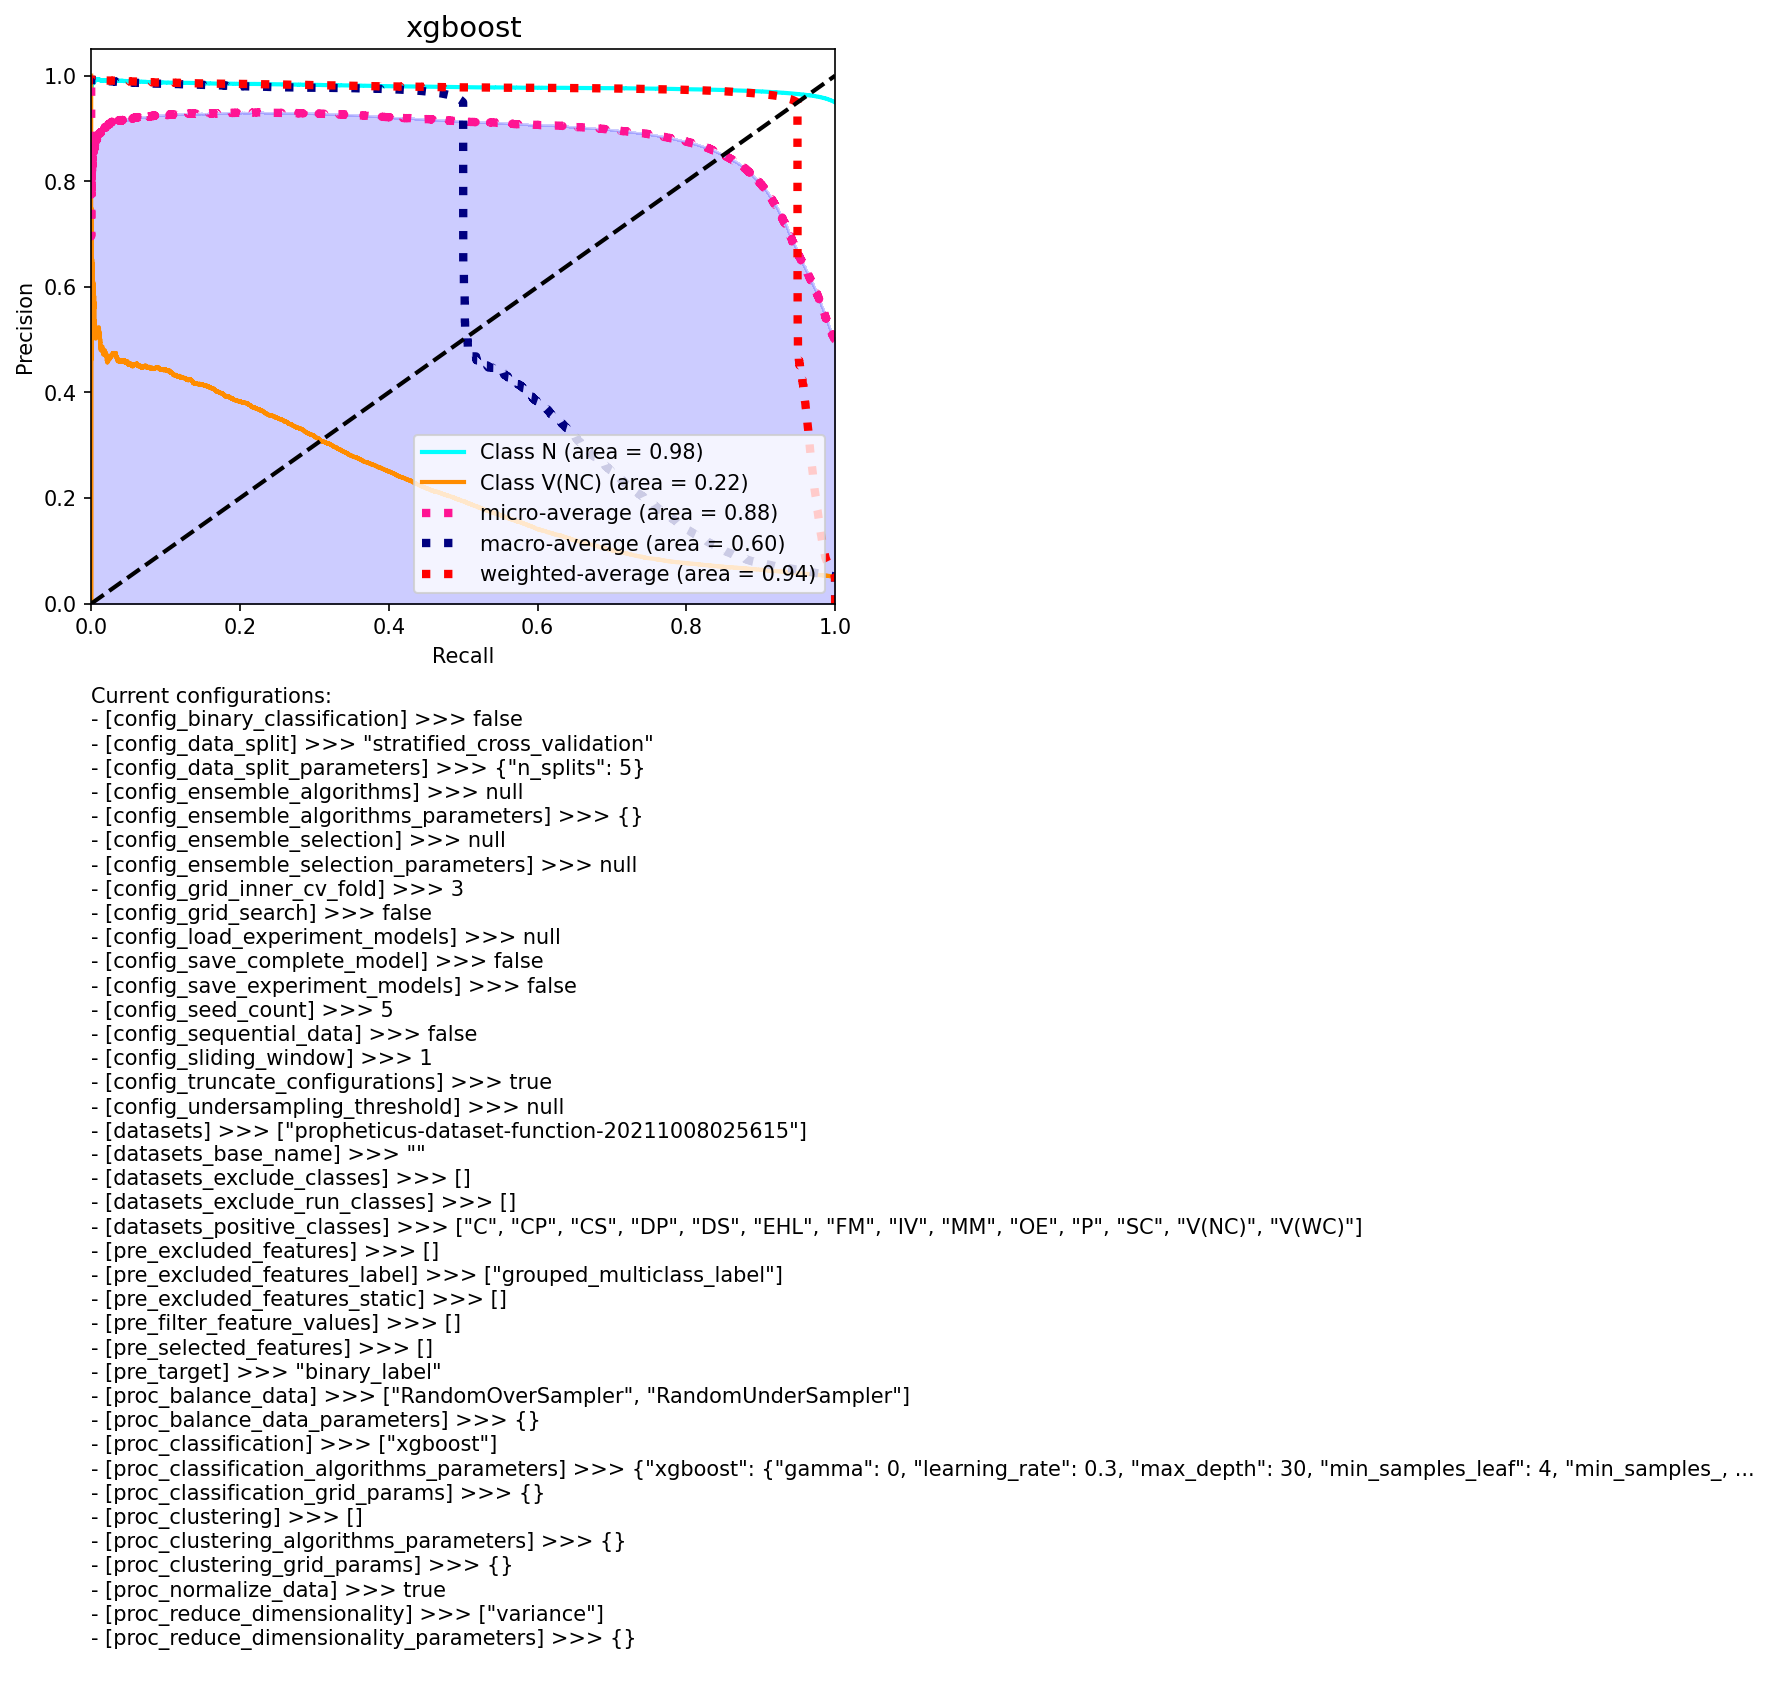 xgboost
1.0
0.8
0.6
0.4
0.2
0.0
Precision
Class N (area = 0.98)
Class V(NC) (area = 0.22)
micro-average (area = 0.88)
macro-average (area = 0.60)
weighted-average (area = 0.94)
0.0 0.2 0.4 0.6 0.8 1.0
Recall
Current configurations:
- [config_binary_classification] >>> false
- [config_data_split] >>> "stratified_cross_validation"
- [config_data_split_parameters] >>> {"n_splits": 5}
- [config_ensemble_algorithms] >>> null
- [config_ensemble_algorithms_parameters] >>> {}
- [config_ensemble_selection] >>> null
- [config_ensemble_selection_parameters] >>> null
- [config_grid_inner_cv_fold] >>> 3
- [config_grid_search] >>> false
- [config_load_experiment_models] >>> null
- [config_save_complete_model] >>> false
- [config_save_experiment_models] >>> false
- [config_seed_count] >>> 5
- [config_sequential_data] >>> false
- [config_sliding_window] >>> 1
- [config_truncate_configurations] >>> true
- [config_undersampling_threshold] >>> null
- [datasets] >>> ["propheticus-dataset-function-20211008025615"]
- [datasets_base_name] >>> ""
- [datasets_exclude_classes] >>> []
- [datasets_exclude_run_classes] >>> []
- [datasets_positive_classes] >>> ["C", "CP", "CS", "DP", "DS", "EHL", "FM", "IV", "MM", "OE", "P", "SC", "V(NC)", "V(WC)"]
- [pre_excluded_features] >>> []
- [pre_excluded_features_label] >>> ["grouped_multiclass_label"]
- [pre_excluded_features_static] >>> []
- [pre_filter_feature_values] >>> []
- [pre_selected_features] >>> []
- [pre_target] >>> "binary_label"
- [proc_balance_data] >>> ["RandomOverSampler", "RandomUnderSampler"]
- [proc_balance_data_parameters] >>> {}
- [proc_classification] >>> ["xgboost"]
- [proc_classification_algorithms_parameters] >>> {"xgboost": {"gamma": 0, "learning_rate": 0.3, "max_depth": 30, "min_samples_leaf": 4, "min_samples_, ...
- [proc_classification_grid_params] >>> {}
- [proc_clustering] >>> []
- [proc_clustering_algorithms_parameters] >>> {}
- [proc_clustering_grid_params] >>> {}
- [proc_normalize_data] >>> true
- [proc_reduce_dimensionality] >>> ["variance"]
- [proc_reduce_dimensionality_parameters] >>> {}